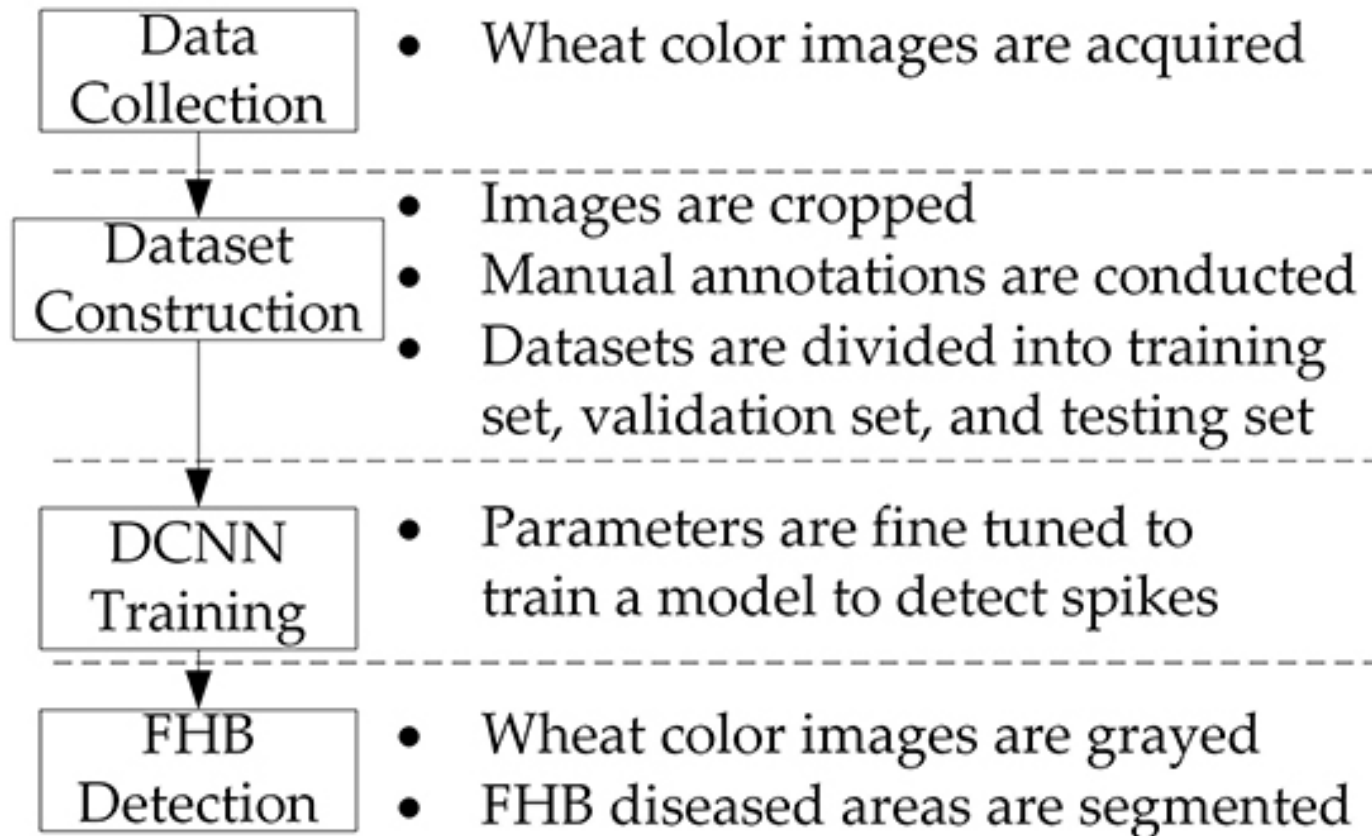 Data
Collection
• Wheat color images are acquired
Dataset
Construction
• Images are cropped
• Manual annotations are conducted
• Datasets are divided into training
set, validation set, and testing set
DCNN
Training
• Parameters are fine tuned to
train a model to detect spikes
FHB
Detection
• Wheat color images are grayed
• FHB diseased areas are segmented